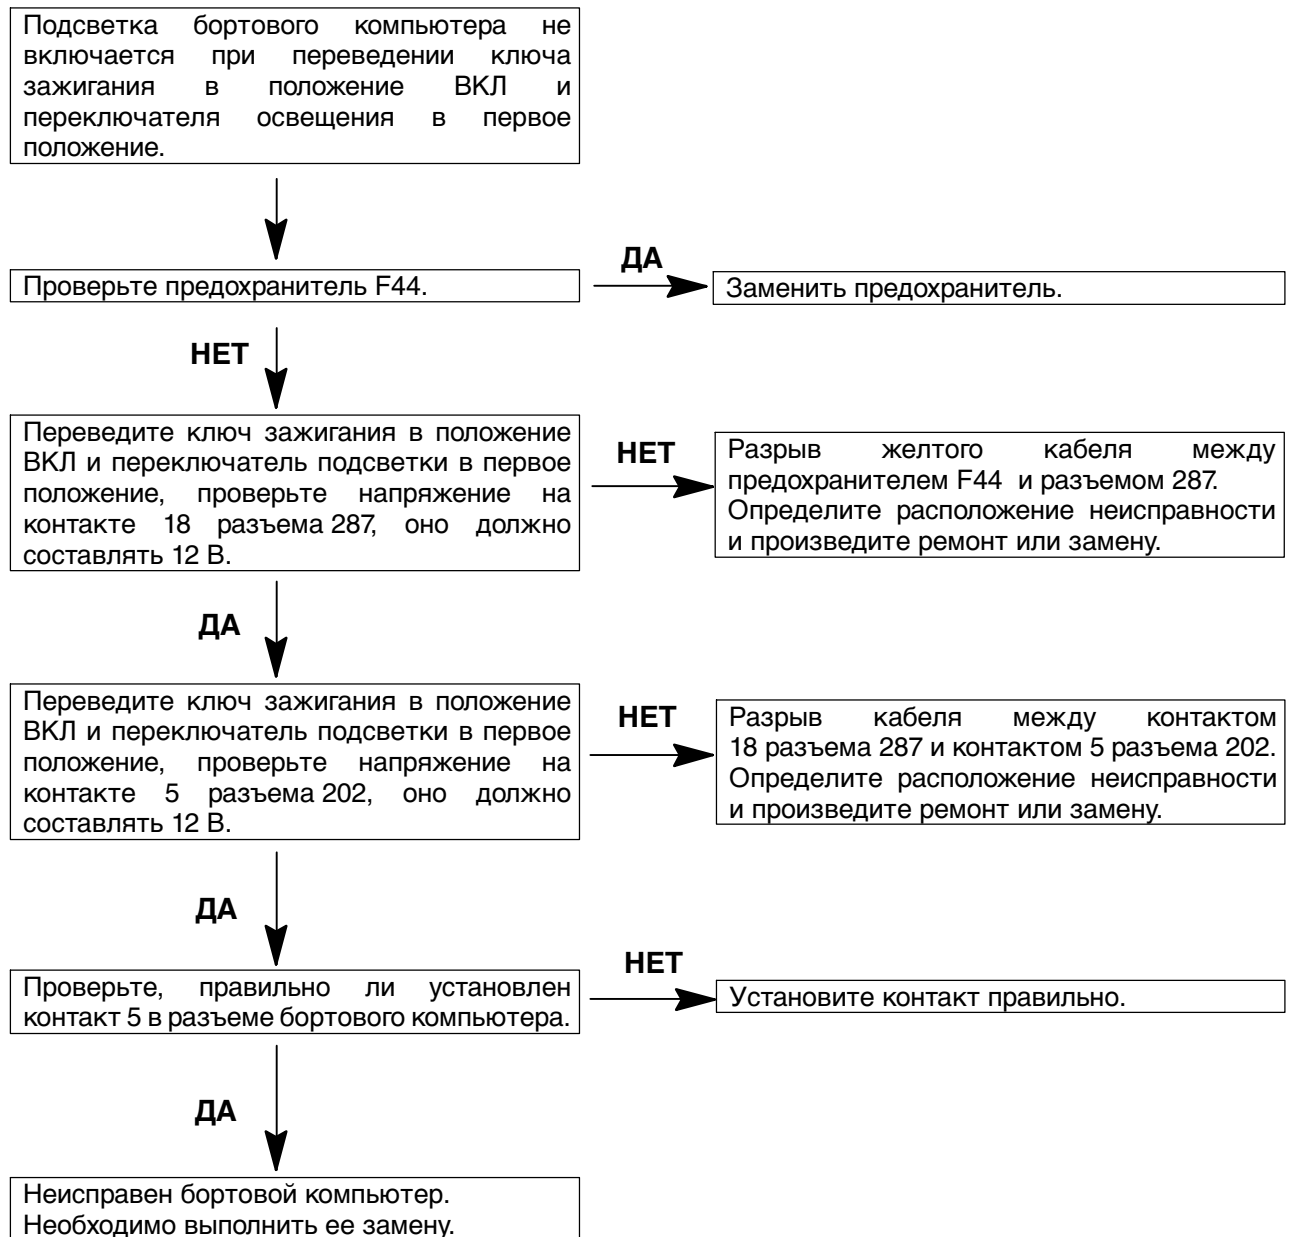 Подсветка бортового компьютера не
включается при переведении ключа
зажигания в положение ВКЛ и
переключателя освещения в первое
положение.
Проверьте предохранитель F44.
ДА
Заменить предохранитель.
НЕТ
Переведите ключ зажигания в положение
ВКЛ и переключатель подсветки в первое
положение, проверьте напряжение на
контакте 18 разъема 287, оно должно
составлять 12 В.
НЕТ
Разрыв желтого кабеля между
предохранителем F44 и разъемом 287.
Определите расположение неисправности
и произведите ремонт или замену.
ДА
Переведите ключ зажигания в положение
ВКЛ и переключатель подсветки в первое
положение, проверьте напряжение на
контакте 5 разъема 202, оно должно
составлять 12 В.
НЕТ
Разрыв кабеля между контактом
18 разъема 287 и контактом 5 разъема 202.
Определите расположение неисправности
и произведите ремонт или замену.
ДА
Проверьте, правильно ли установлен
контакт 5 в разъеме бортового компьютера.
НЕТ
Установите контакт правильно.
ДА
Неисправен бортовой компьютер.
Необходимо выполнить ее замену.